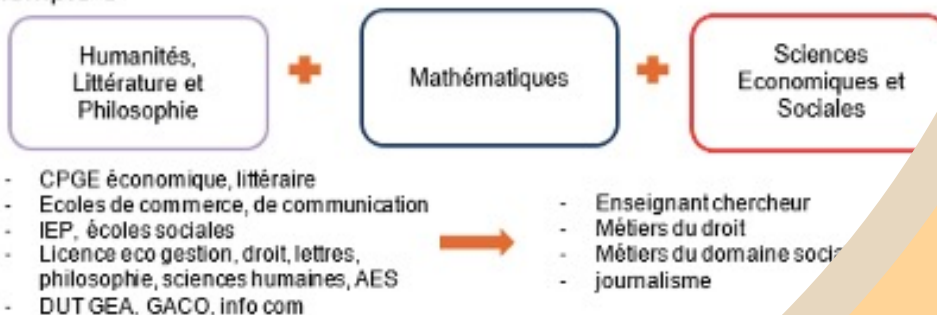 Humanités,
Littérature et
Philosophie
Mathématiques
Sciences
Economiques et
Sociales
- CPGE économique, littéraire
- Ecoles de commerce, de communication
- IEP, écoles sociales
- Licence eco gestion, droit, lettres,
philosophie, sciences humaines, AES
- DUT GEA, GACO, info com
- Enseignant chercheur
- Métiers du droit
- Métiers du domaine
- journalisme